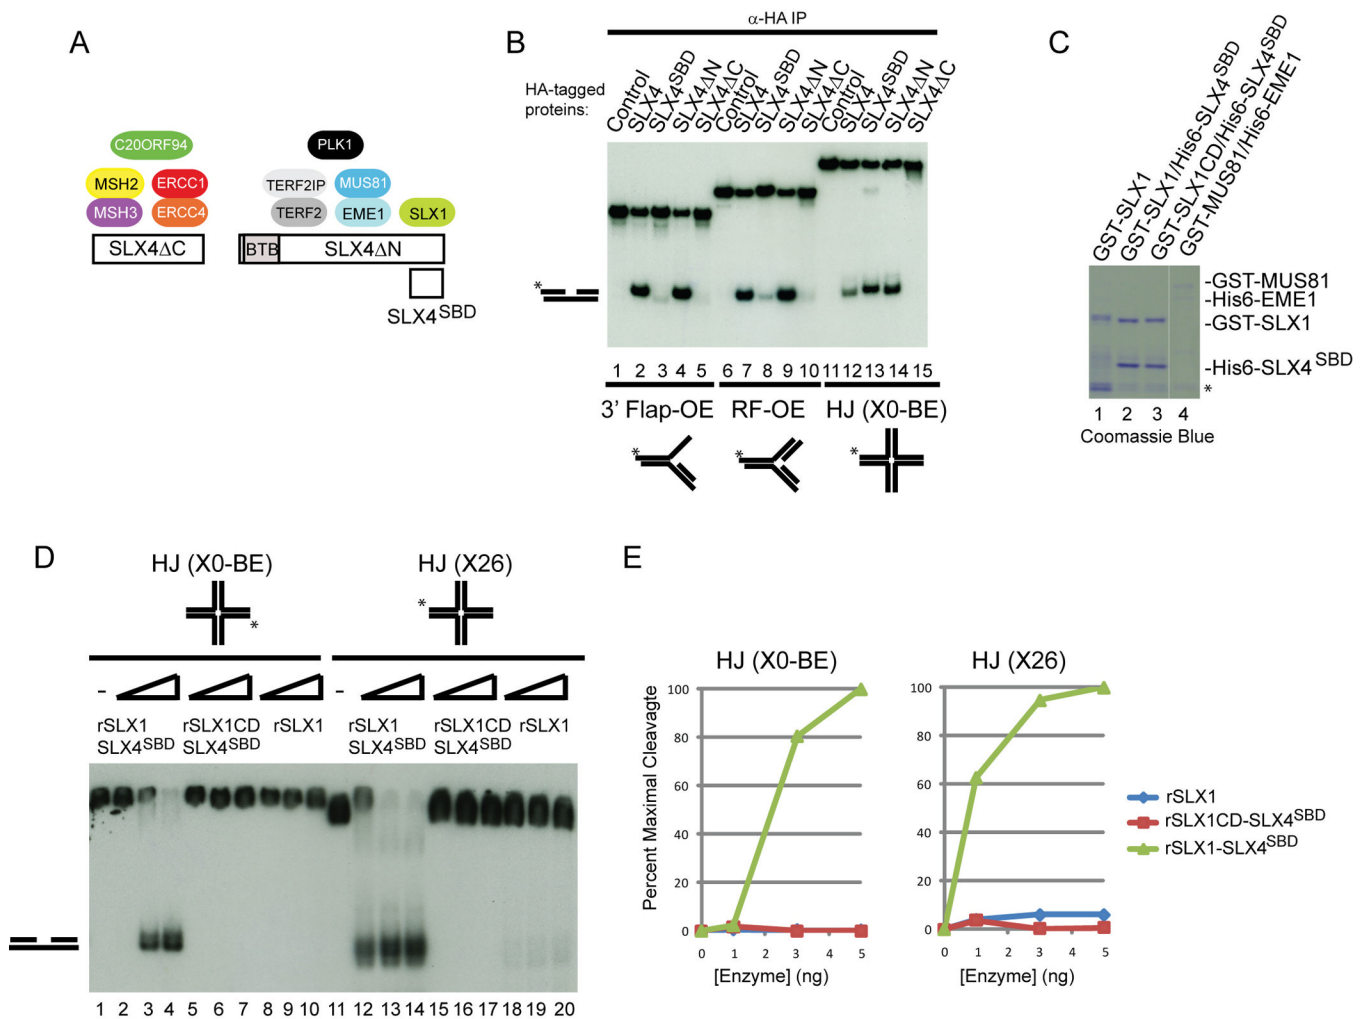 A
C20ORF94
PLK1
MSH2
ERCC1
TERF2IP
MUS81
MSH3
ERCC4
TERF2
EME1
SLX1
SLX4ΔC
BTB
SLX4ΔN
SLX4SBD
B
α-HA IP
HA-tagged
proteins:
Control
SLX4
SLX4SBD
SLX4ΔN
SLX4ΔC
Control
SLX4
SLX4SBD
SLX4ΔN
SLX4ΔC
Control
SLX4
SLX4SBD
SLX4ΔN
SLX4ΔC
*
1 2 3 4 5 6 7 8 9 10 11 12 13 14 15
3' Flap-OE RF-OE HJ (X0-BE)
* * *
C
GST-SLX1
GST-SLX1/His6-SLX4SBD
GST-SLX1CD/His6-SLX4SBD
GST-MUS81/His6-EME1
-GST-MUS81
-His6-EME1
-GST-SLX1
-His6-SLX4SBD
*
1 2 3 4
Coomassie Blue
D
HJ (X0-BE) HJ (X26)
* *
- -
rSLX1 rSLX1CD rSLX1 rSLX1 rSLX1CD rSLX1
SLX4SBD SLX4SBD SLX4SBD SLX4SBD
1 2 3 4 5 6 7 8 9 10 11 12 13 14 15 16 17 18 19 20
E
HJ (X0-BE)
Percent Maximal Cleavagte
100
80
60
40
20
0
0 1 2 3 4 5
[Enzyme] (ng)
HJ (X26)
100
80
60
40
20
0
0 1 2 3 4 5
[Enzyme] (ng)
rSLX1
rSLX1CD-SLX4SBD
rSLX1-SLX4SBD